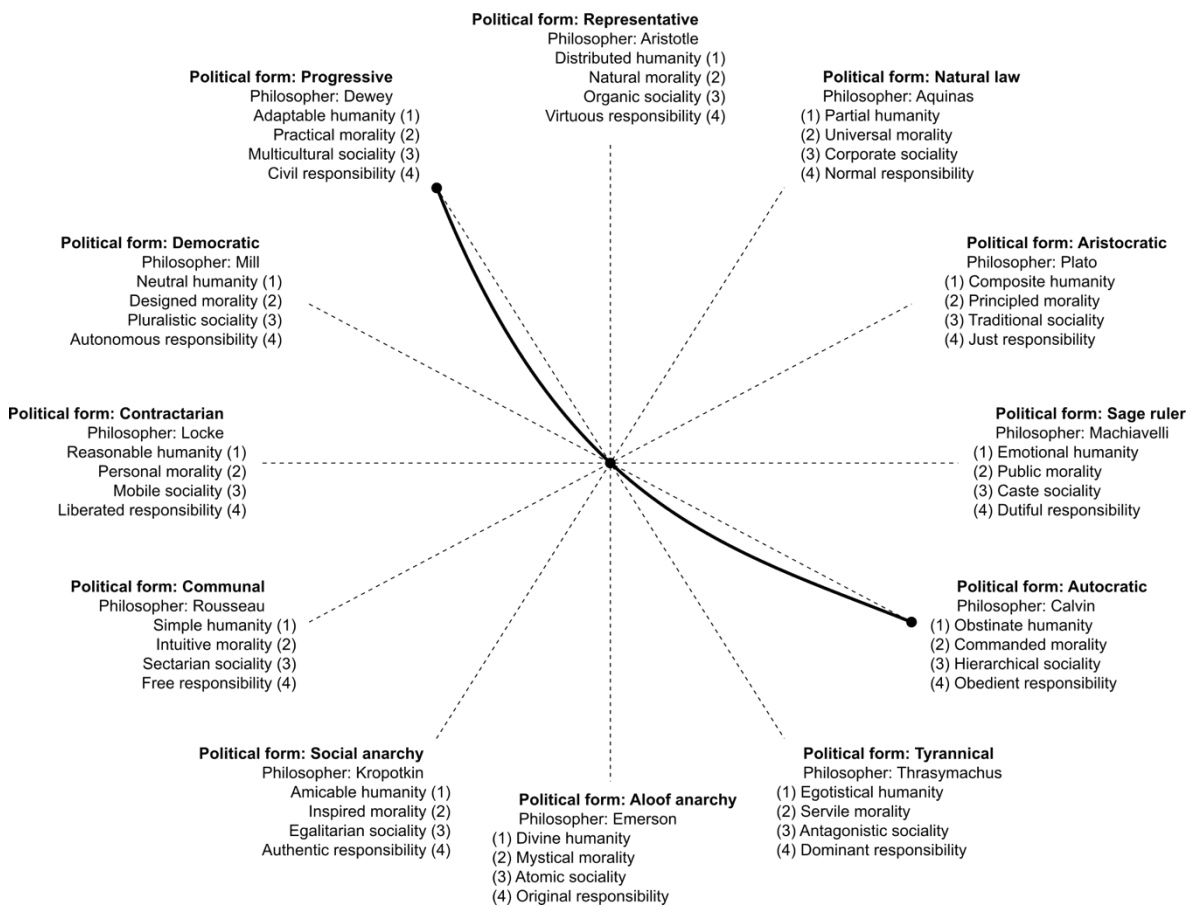 Political form: Representative
Philosopher: Aristotle
Distributed humanity (1)
Natural morality (2)
Organic sociality (3)
Virtuous responsibility (4)
Political form: Progressive
Philosopher: Dewey
Adaptable humanity (1)
Practical morality (2)
Multicultural sociality (3)
Civil responsibility (4)
Political form: Natural law
Philosopher: Aquinas
(1) Partial humanity
(2) Universal morality
(3) Corporate sociality
(4) Normal responsibility
Political form: Democratic
Philosopher: Mill
Neutral humanity (1)
Designed morality (2)
Pluralistic sociality (3)
Autonomous responsibility (4)
Political form: Aristocratic
Philosopher: Plato
(1) Composite humanity
(2) Principled morality
(3) Traditional sociality
(4) Just responsibility
Political form: Contractarian
Philosopher: Locke
Reasonable humanity (1)
Personal morality (2)
Mobile sociality (3)
Liberated responsibility (4)
Political form: Sage ruler
Philosopher: Machiavelli
(1) Emotional humanity
(2) Public morality
(3) Caste sociality
(4) Dutiful responsibility
Political form: Communal
Philosopher: Rousseau
Simple humanity (1)
Intuitive morality (2)
Sectarian sociality (3)
Free responsibility (4)
Political form: Autocratic
Philosopher: Calvin
(1) Obstinate humanity
(2) Commanded morality
(3) Hierarchical sociality
(4) Obedient responsibility
Political form: Social anarchy
Philosopher: Kropotkin
Amicable humanity (1)
Inspired morality (2)
Egalitarian sociality (3)
Authentic responsibility (4)
Political form: Aloof anarchy
Philosopher: Emerson
(1) Divine humanity
(2) Mystical morality
(3) Atomic sociality
(4) Original responsibility
Political form: Tyrannical
Philosopher: Thrasymachus
(1) Egotistical humanity
(2) Servile morality
(3) Antagonistic sociality
(4) Dominant responsibility